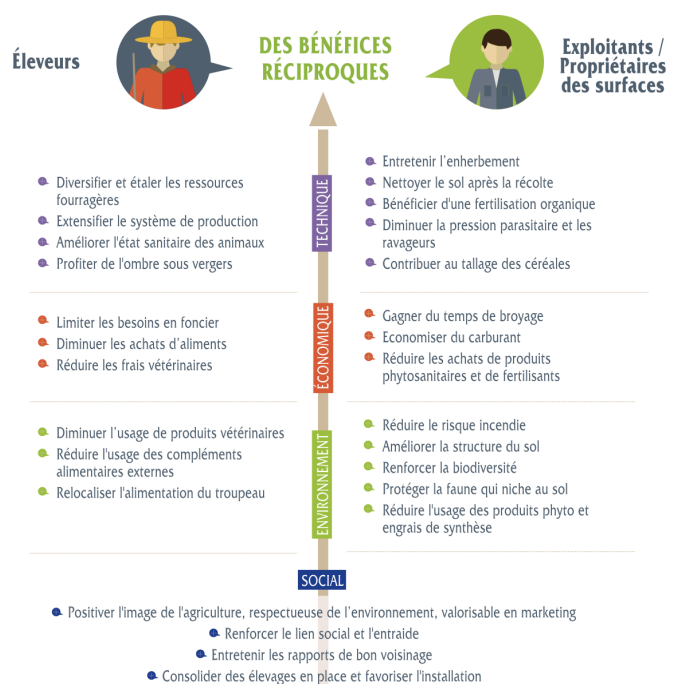 Éleveurs
DES BÉNÉFICES
RÉCIPROQUES
Exploitants /
Propriétaires
des surfaces
TECHNIQUE
Diversifier et étaler les ressources
fourragères
Extensifier le système de production
Améliorer l'état sanitaire des animaux
Profiter de l'ombre sous vergers
Entretenir l'enherbement
Nettoyer le sol après la récolte
Bénéficier d'une fertilisation organique
Diminuer la pression parasitaire et les
ravageurs
Contribuer au tallage des céréales
ÉCONOMIQUE
Limiter les besoins en foncier
Diminuer les achats d'aliments
Réduire les frais vétérinaires
Gagner du temps de broyage
Economiser du carburant
Réduire les achats de produits
phytosanitaires et de fertilisants
ENVIRONNEMENT
Diminuer l'usage de produits vétérinaires
Réduire l'usage des compléments
alimentaires externes
Relocaliser l'alimentation du troupeau
Réduire le risque incendie
Améliorer la structure du sol
Renforcer la biodiversité
Protéger la faune qui niche au sol
Réduire l'usage des produits phyto et
engrais de synthèse
SOCIAL
Positiver l'image de l'agriculture, respectueuse de l'environnement, valorisable en marketing
Renforcer le lien social et l'entraide
Entretenir les rapports de bon voisinage
Consolider des élevages en place et favoriser l'installation